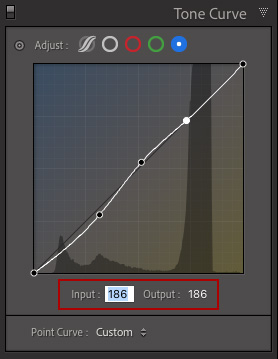 Tone Curve
Adjust :
Input : 186 Output : 186
Point Curve : Custom